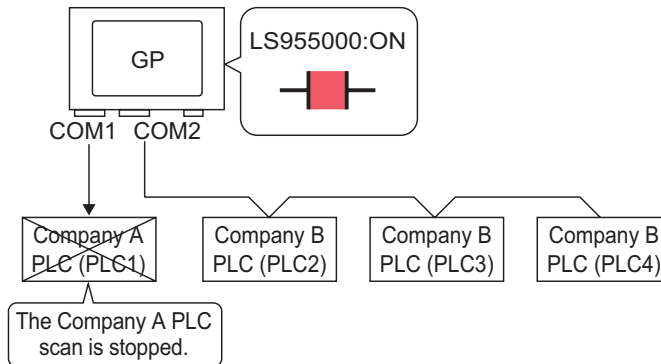 GP
LS955000:ON
COM1
COM2
Company A
PLC (PLC1)
Company B
PLC (PLC2)
Company B
PLC (PLC3)
Company B
PLC (PLC4)
The Company A PLC
scan is stopped.